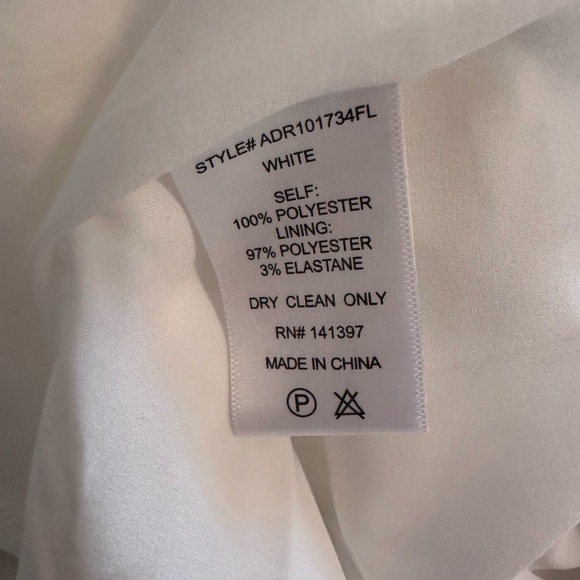 STYLE# ADR101734FL
WHITE
SELF:
100% POLYESTER
LINING:
97% POLYESTER
3% ELASTANE
DRY CLEAN ONLY
RN# 141397
MADE IN CHINA
P